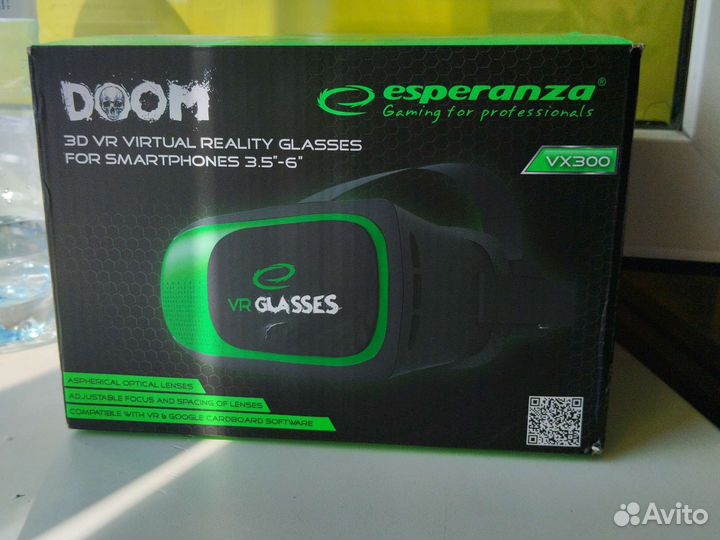 DOOM
3D VR VIRTUAL REALITY GLASSES
FOR SMARTPHONES 3.5"-6"
esperanza®
Gaming for professionals
VX300
VR GLASSES
ASPHERICAL OPTICAL LENSES
ADJUSTABLE FOCUS AND SPACING OF LENSES
COMPATIBLE WITH VR & GOOGLE CARDBOARD SOFTWARE
Avito